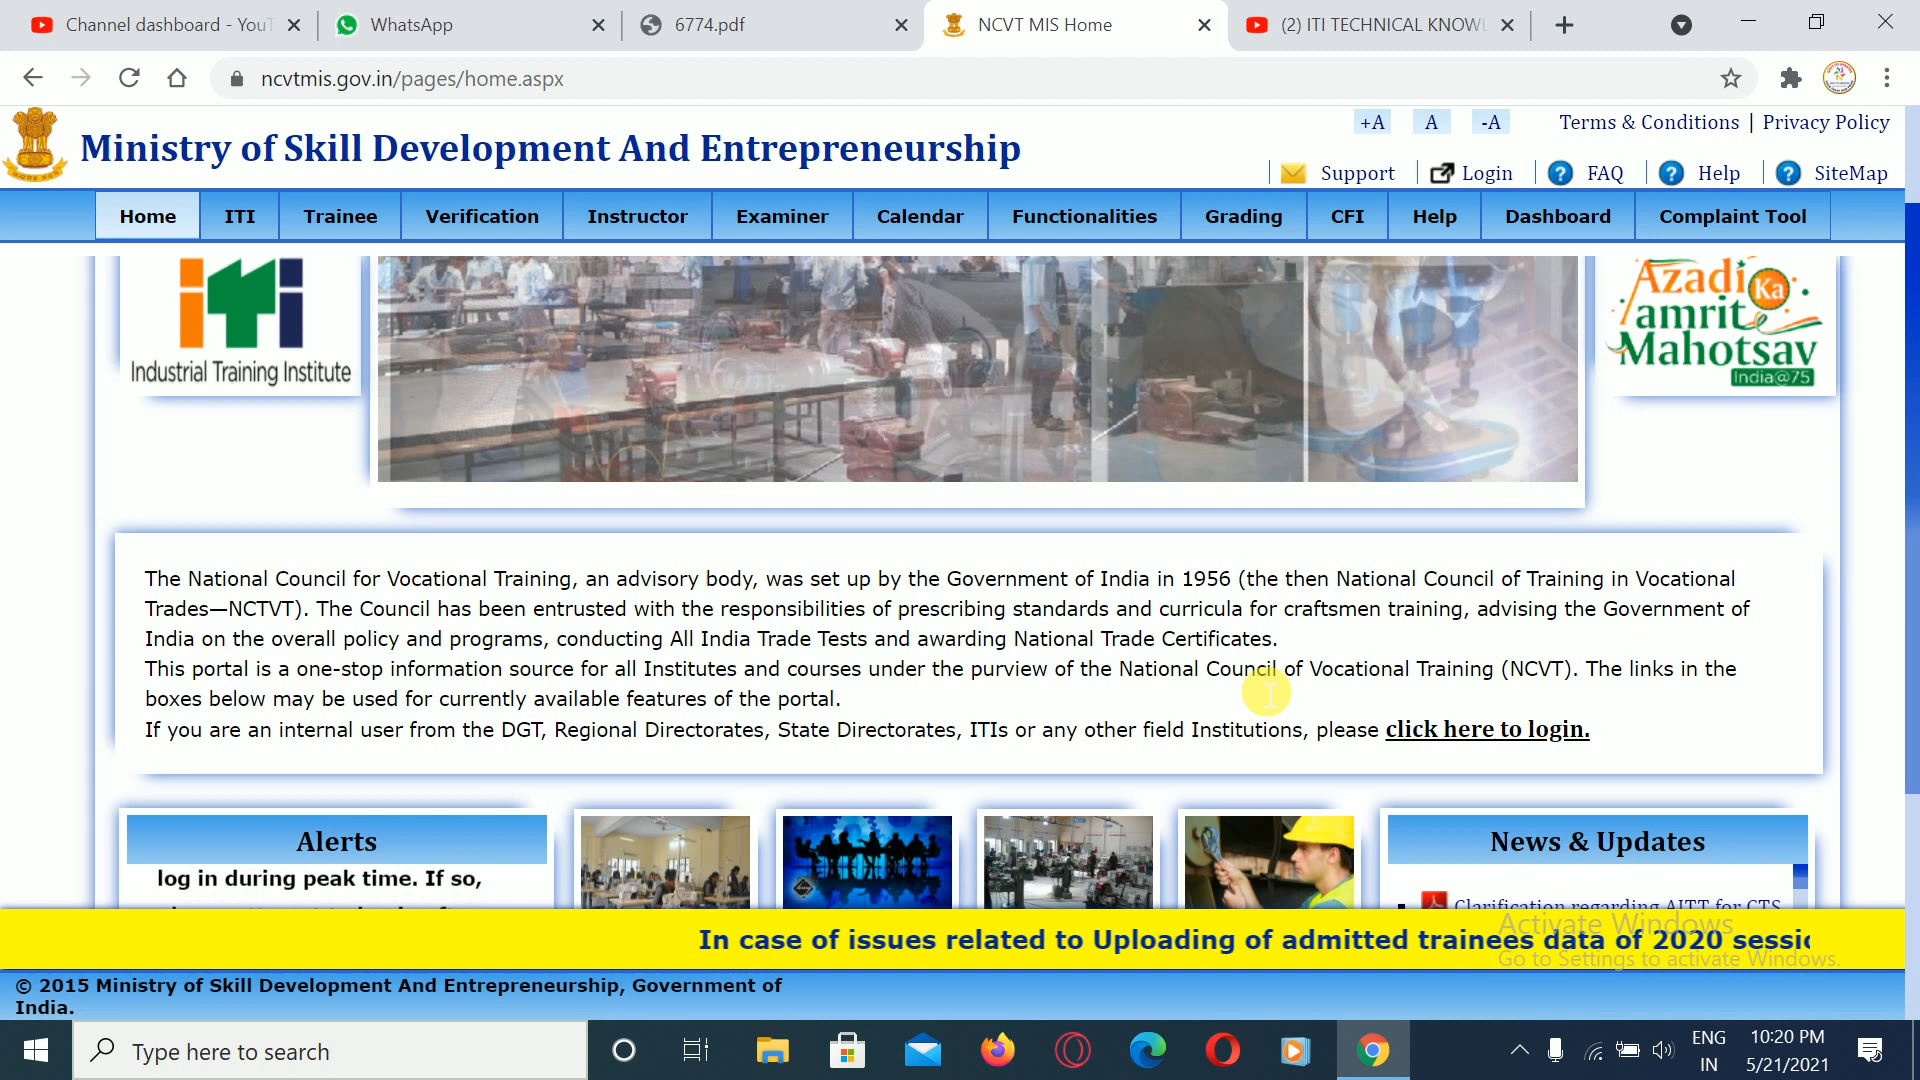 Channel dashboard - YouT
WhatsApp
6774.pdf
NCVT MIS Home
(2) ITI TECHNICAL KNOWL
ncvtmis.gov.in/pages/home.aspx
+A A -A Terms & Conditions | Privacy Policy
Ministry of Skill Development And Entrepreneurship
Support Login FAQ Help SiteMap
Home ITI Trainee Verification Instructor Examiner Calendar Functionalities Grading CFI Help Dashboard Complaint Tool
iTi
Industrial Training Institute
Azadi Ka
amrit
Mahotsav
India@75
The National Council for Vocational Training, an advisory body, was set up by the Government of India in 1956 (the then National Council of Training in Vocational
Trades—NCTVT). The Council has been entrusted with the responsibilities of prescribing standards and curricula for craftsmen training, advising the Government of
India on the overall policy and programs, conducting All India Trade Tests and awarding National Trade Certificates.
This portal is a one-stop information source for all Institutes and courses under the purview of the National Council of Vocational Training (NCVT). The links in the
boxes below may be used for currently available features of the portal.
If you are an internal user from the DGT, Regional Directorates, State Directorates, ITIs or any other field Institutions, please click here to login.
Alerts
log in during peak time. If so,
News & Updates
Clarification regarding AITT for CTS
In case of issues related to Uploading of admitted trainees data of 2020 sessio
Activate Windows
Go to Settings to activate Windows.
© 2015 Ministry of Skill Development And Entrepreneurship, Government of
India.
Type here to search
ENG
IN
10:20 PM
5/21/2021